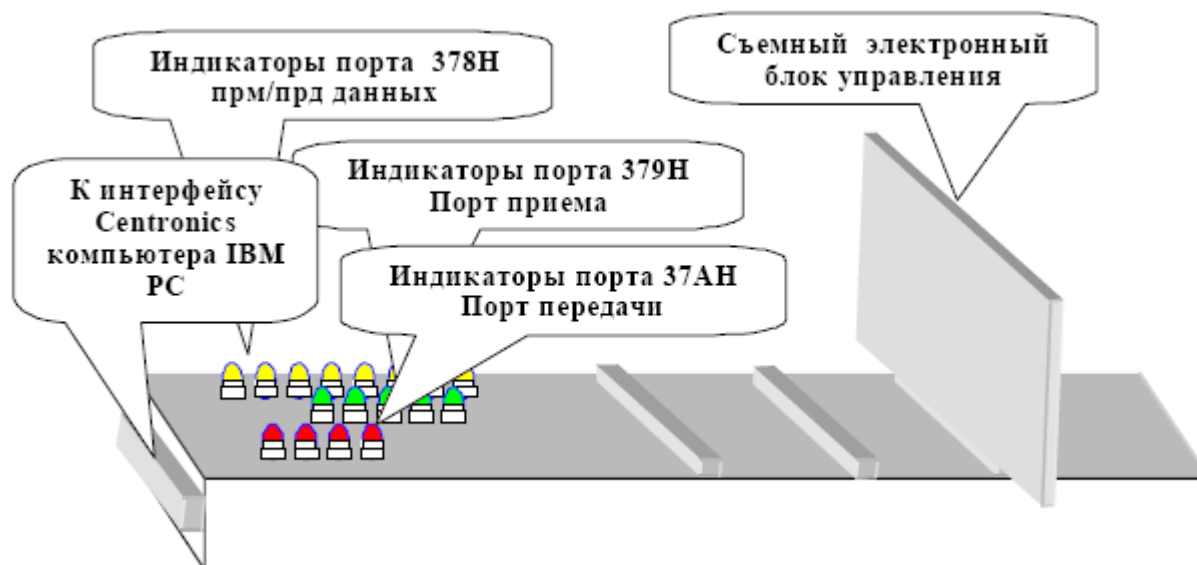 Индикаторы порта 378Н
прм/прд данных
Съемный электронный
блок управления
К интерфейсу
Centronics
компьютера IBM
PC
Индикаторы порта 379Н
Порт приема
Индикаторы порта 37АН
Порт передачи